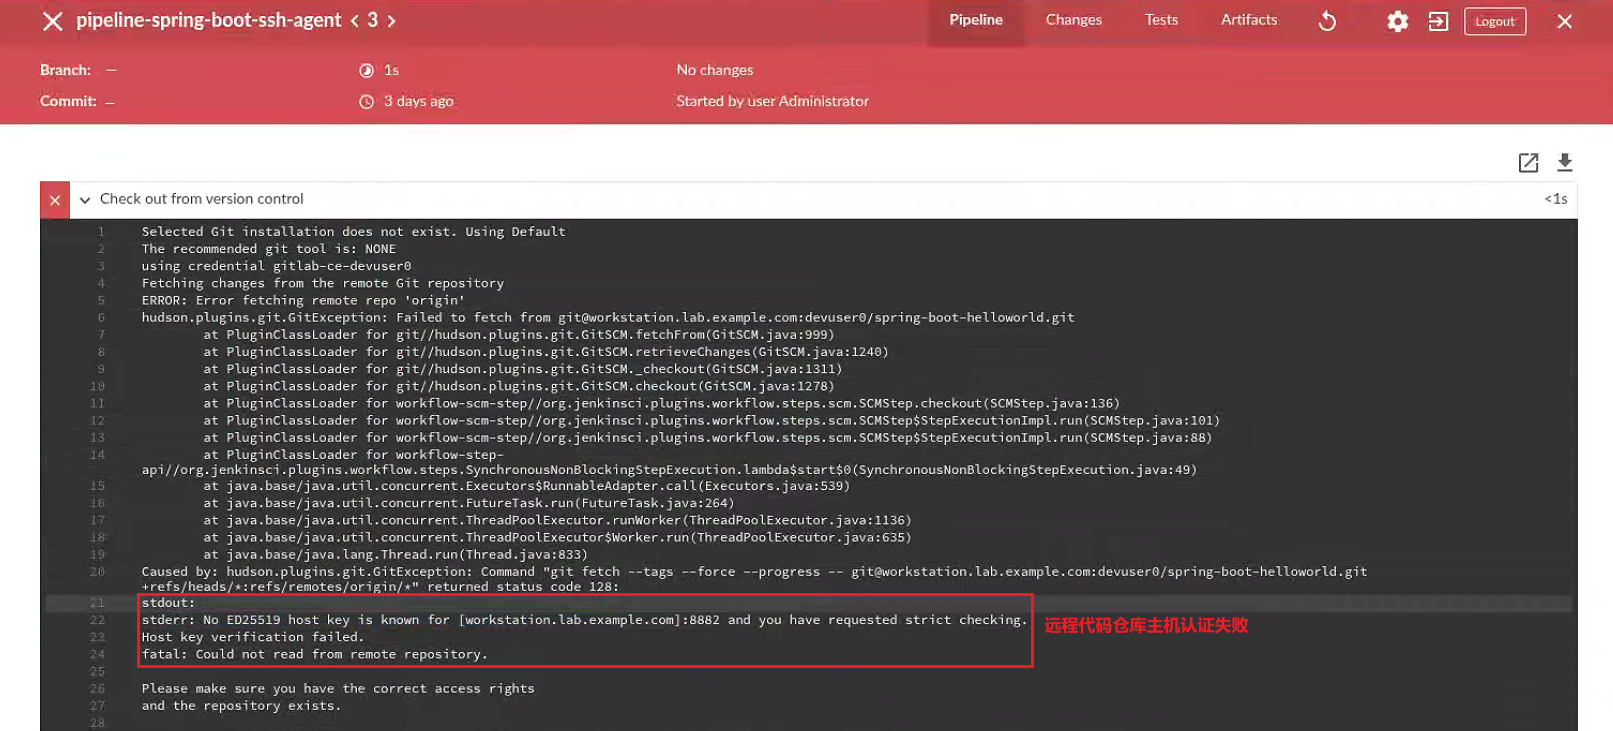 pipeline-spring-boot-ssh-agent < 3 >
Pipeline
Changes
Tests
Artifacts
Logout
Branch: —
1s
No changes
Commit: —
3 days ago
Started by user Administrator
Check out from version control
<1s
1 Selected Git installation does not exist. Using Default
2 The recommended git tool is: NONE
3 using credential gitlab-ce-devuser0
4 Fetching changes from the remote Git repository
5 ERROR: Error fetching remote repo 'origin'
6 hudson.plugins.git.GitException: Failed to fetch from git@workstation.lab.example.com:devuser0/spring-boot-helloworld.git
7 at PluginClassLoader for git//hudson.plugins.git.GitSCM.fetchFrom(GitSCM.java:999)
8 at PluginClassLoader for git//hudson.plugins.git.GitSCM.retrieveChanges(GitSCM.java:1240)
9 at PluginClassLoader for git//hudson.plugins.git.GitSCM._checkout(GitSCM.java:1311)
10 at PluginClassLoader for git//hudson.plugins.git.GitSCM.checkout(GitSCM.java:1278)
11 at PluginClassLoader for workflow-scm-step//org.jenkinsci.plugins.workflow.steps.scm.SCMStep.checkout(SCMStep.java:136)
12 at PluginClassLoader for workflow-scm-step//org.jenkinsci.plugins.workflow.steps.scm.SCMStep$StepExecutionImpl.run(SCMStep.java:101)
13 at PluginClassLoader for workflow-scm-step//org.jenkinsci.plugins.workflow.steps.scm.SCMStep$StepExecutionImpl.run(SCMStep.java:88)
14 at PluginClassLoader for workflow-step-
api//org.jenkinsci.plugins.workflow.steps.SynchronousNonBlockingStepExecution.lambda$start$0(SynchronousNonBlockingStepExecution.java:49)
15 at java.base/java.util.concurrent.Executors$RunnableAdapter.call(Executors.java:539)
16 at java.base/java.util.concurrent.FutureTask.run(FutureTask.java:264)
17 at java.base/java.util.concurrent.ThreadPoolExecutor.runWorker(ThreadPoolExecutor.java:1136)
18 at java.base/java.util.concurrent.ThreadPoolExecutor$Worker.run(ThreadPoolExecutor.java:635)
19 at java.base/java.lang.Thread.run(Thread.java:833)
20 Caused by: hudson.plugins.git.GitException: Command "git fetch --tags --force --progress -- git@workstation.lab.example.com:devuser0/spring-boot-helloworld.git
+refs/heads/*:refs/remotes/origin/*" returned status code 128:
21 stdout:
22 stderr: No ED25519 host key is known for [workstation.lab.example.com]:8882 and you have requested strict checking.
远程代码仓库主机认证失败
23 Host key verification failed.
24 fatal: Could not read from remote repository.
25
26 Please make sure you have the correct access rights
27 and the repository exists.
28